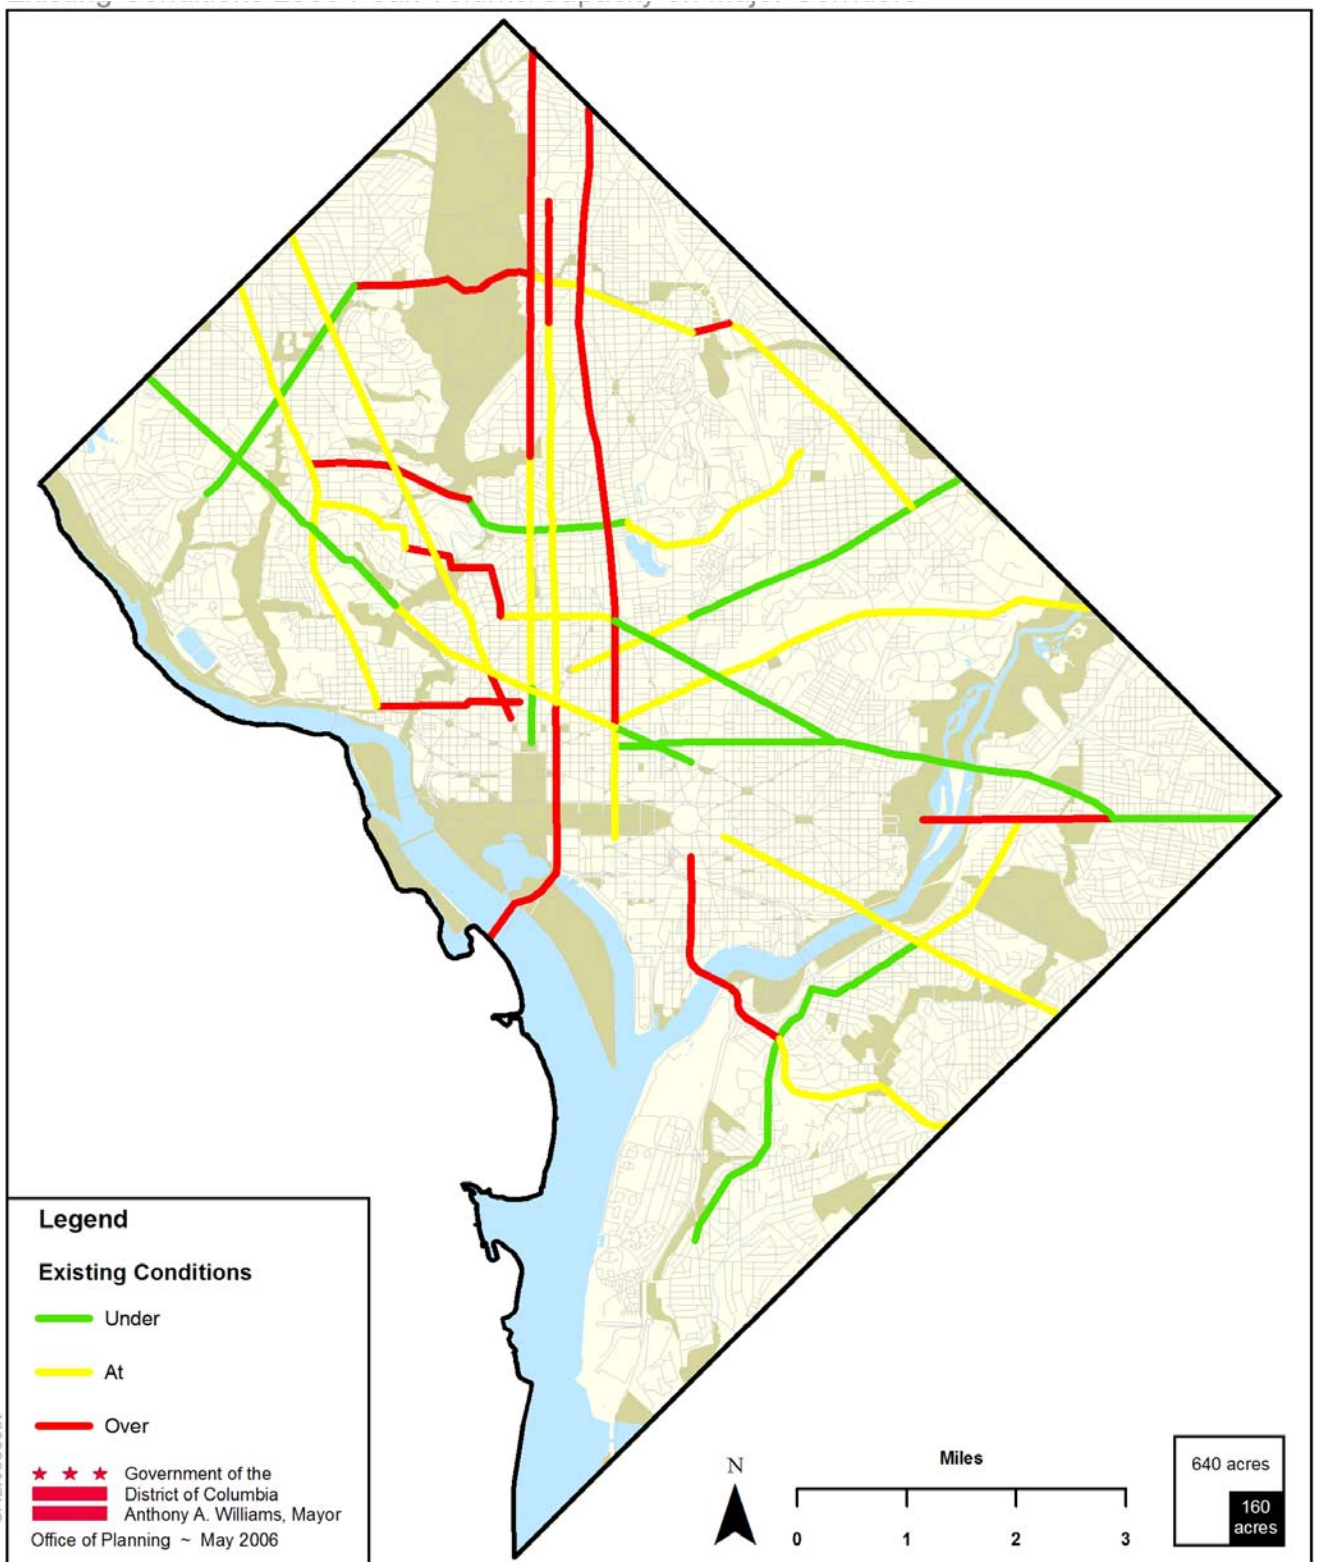 Legend
Existing Conditions
Under
At
Over
Government of the
District of Columbia
Anthony A. Williams, Mayor
Office of Planning ~ May 2006
N
Miles
0 1 2 3
640 acres
160
acres